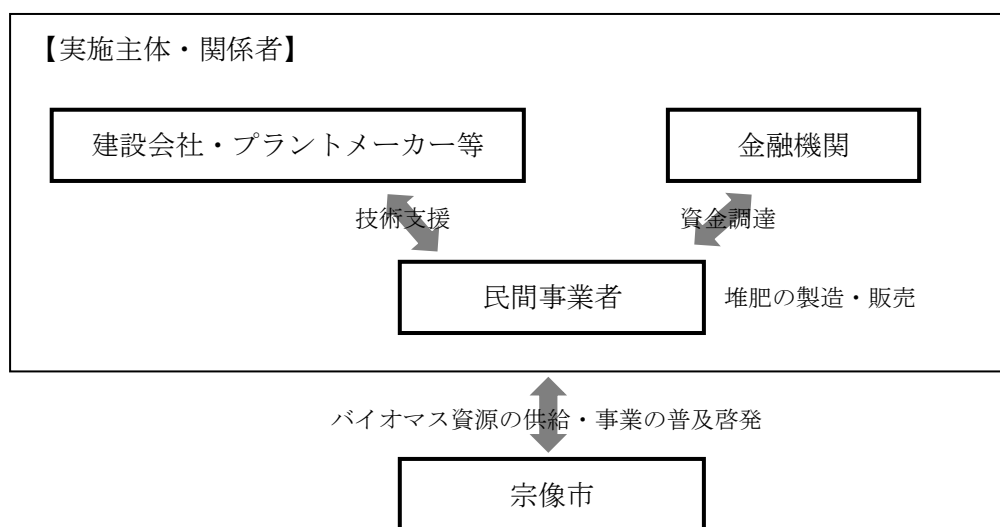 【実施主体・関係者】
建設会社・プラントメーカー等
金融機関
技術支援
資金調達
民間事業者
堆肥の製造・販売
バイオマス資源の供給・事業の普及啓発
宗像市